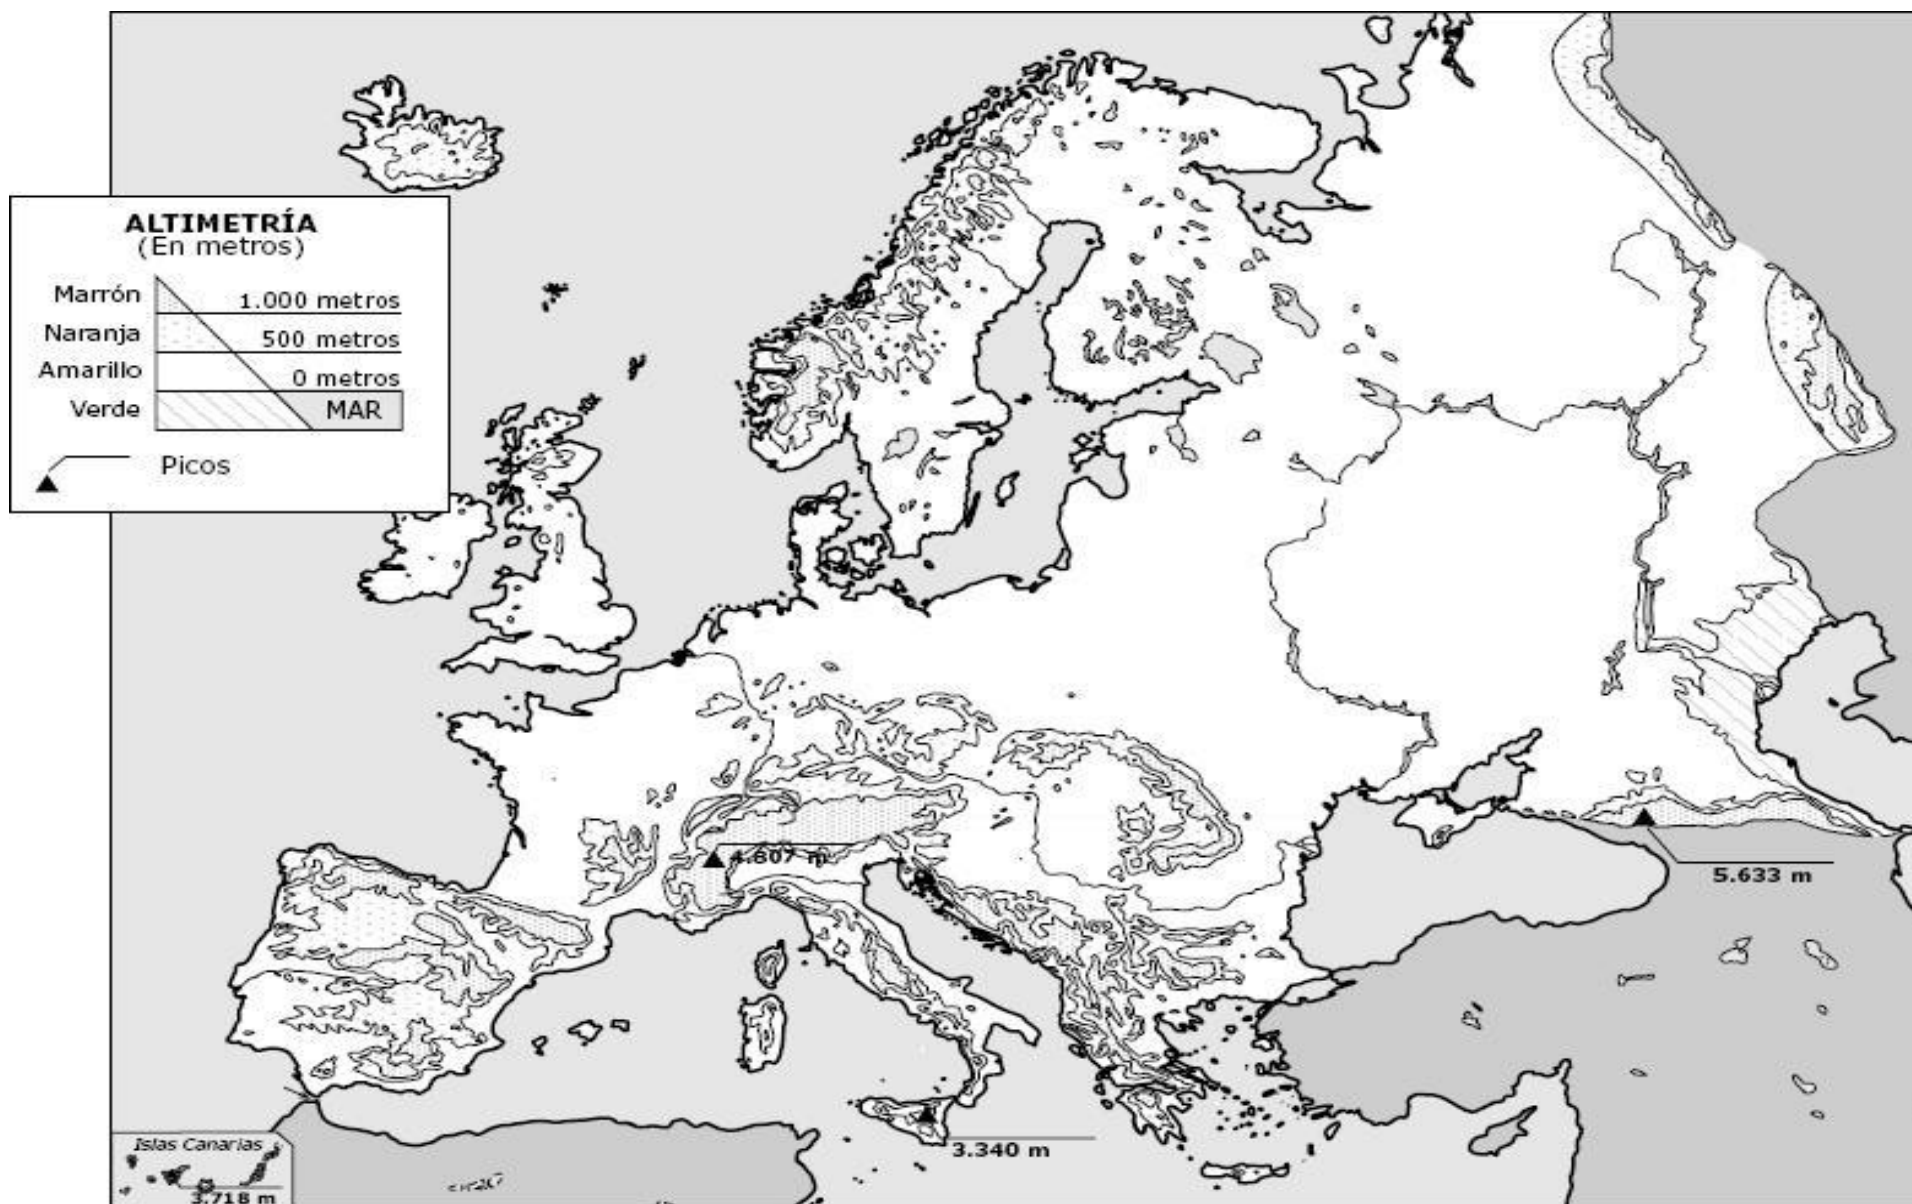 ALTIMETRÍA
(En metros)
Marrón
1.000 metros
Naranja
500 metros
Amarillo
0 metros
Verde
MAR
Picos
4.807 m
5.633 m
3.340 m
Islas Canarias
3.718 m